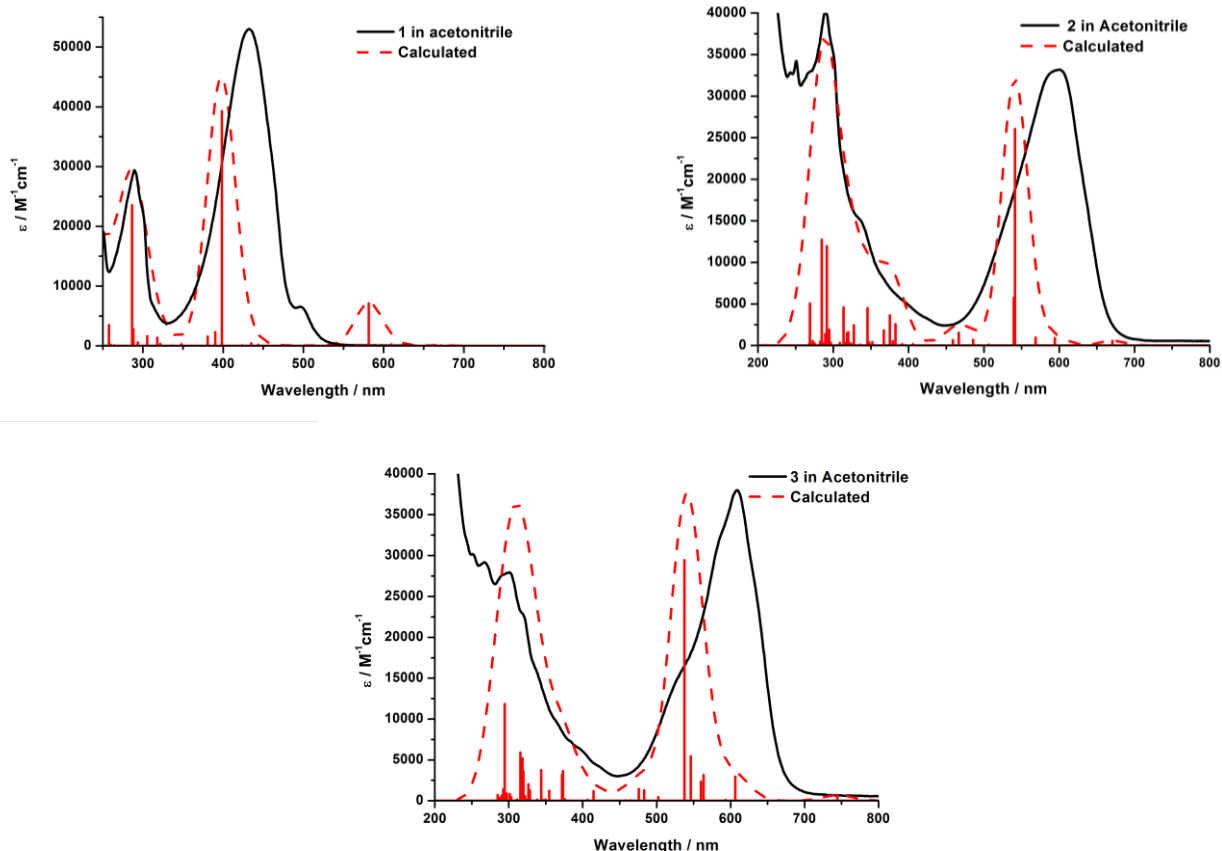 1 in acetonitrile
Calculated
50000
40000
30000
20000
10000
0
ε / M⁻¹cm⁻¹
300 400 500 600 700 800
Wavelength / nm
2 in Acetonitrile
Calculated
40000
35000
30000
25000
20000
15000
10000
5000
0
ε / M⁻¹cm⁻¹
200 300 400 500 600 700 800
Wavelength / nm
3 in Acetonitrile
Calculated
40000
35000
30000
25000
20000
15000
10000
5000
0
ε / M⁻¹cm⁻¹
200 300 400 500 600 700 800
Wavelength / nm